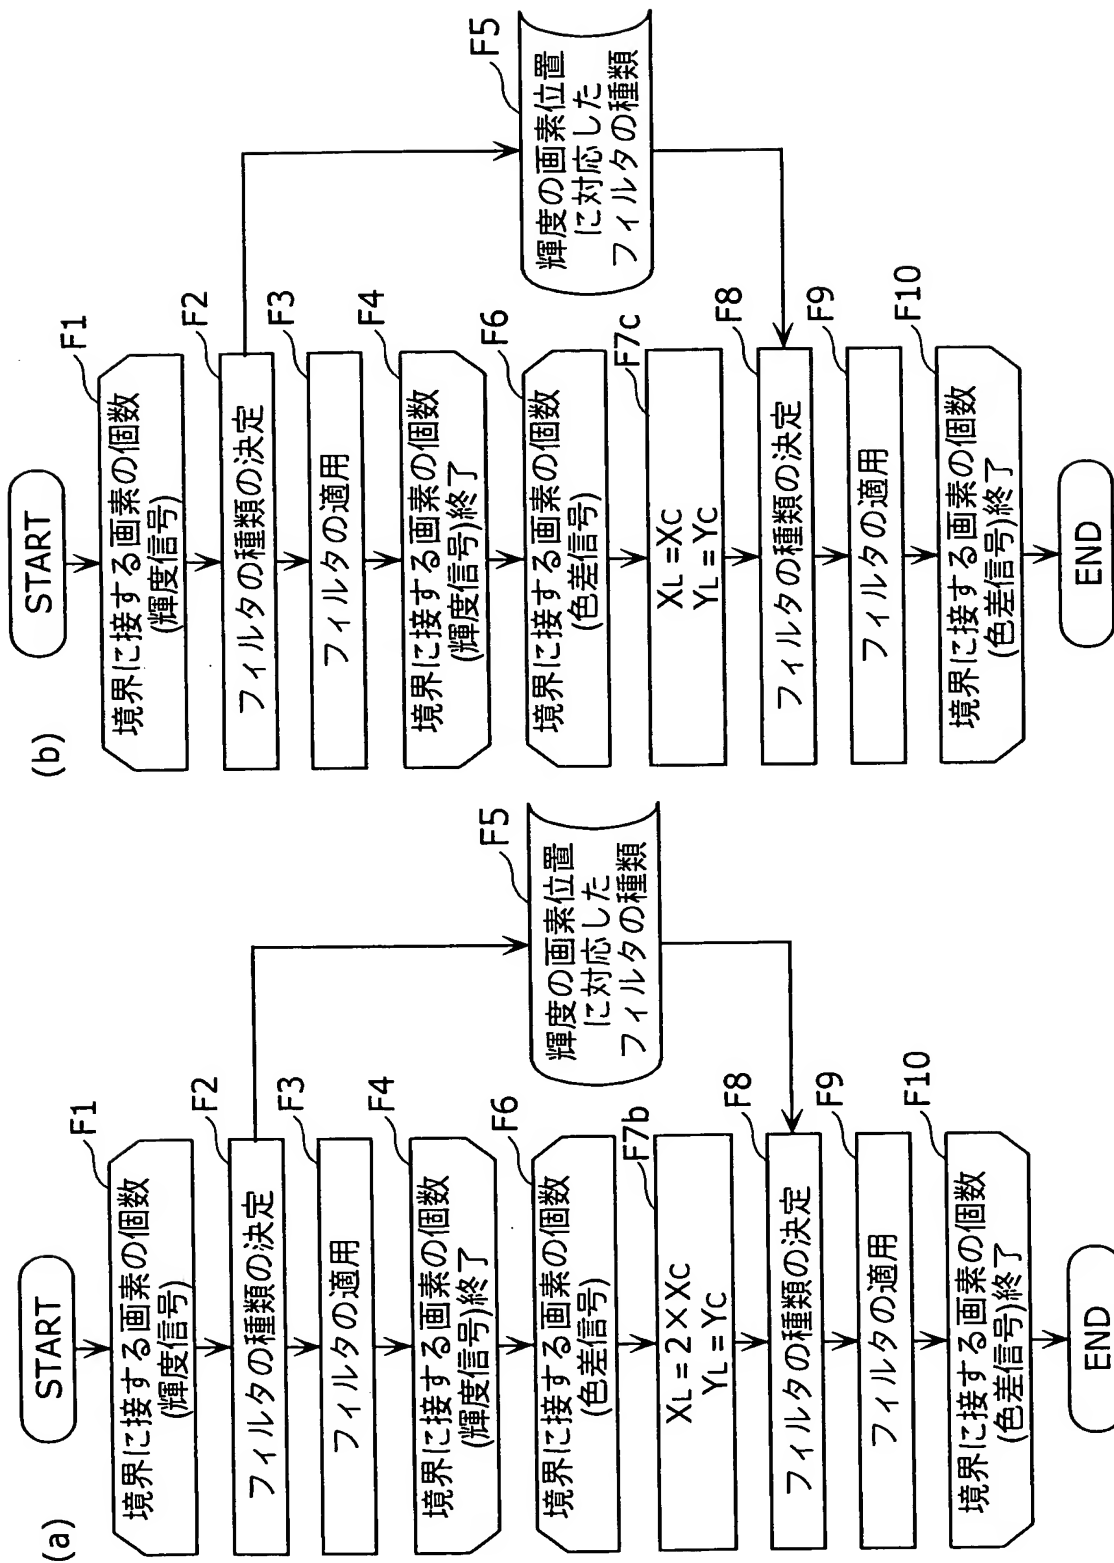 (a)
START
F1
境界に接する画素の個数
(輝度信号)
F2
フィルタの種類の決定
F3
フィルタの適用
F4
境界に接する画素の個数
(輝度信号)終了
F5
輝度の画素位置
に対応した
フィルタの種類
F6
境界に接する画素の個数
(色差信号)
F7b
XL=2×XC
YL=YC
F8
フィルタの種類の決定
F9
フィルタの適用
F10
境界に接する画素の個数
(色差信号)終了
END
(b)
START
F1
境界に接する画素の個数
(輝度信号)
F2
フィルタの種類の決定
F3
フィルタの適用
F4
境界に接する画素の個数
(輝度信号)終了
F5
輝度の画素位置
に対応した
フィルタの種類
F6
境界に接する画素の個数
(色差信号)
F7c
XL=XC
YL=YC
F8
フィルタの種類の決定
F9
フィルタの適用
F10
境界に接する画素の個数
(色差信号)終了
END